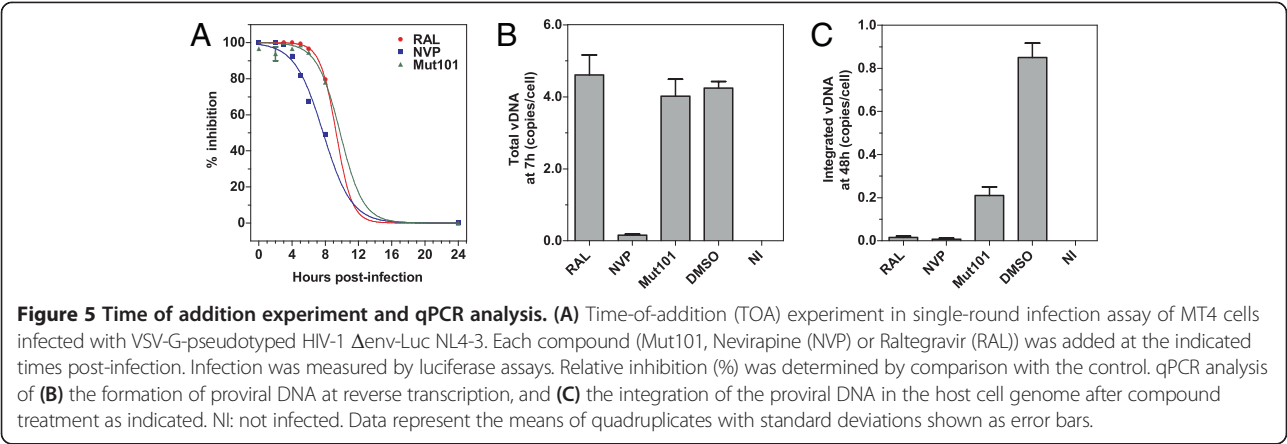 A
% inhibition
100
80
60
40
20
0
0 4 8 12 16 20 24
Hours post-infection
RAL
NVP
Mut101
B
Total vDNA
at 7h (copies/cell)
6.0
4.0
2.0
0.0
RAL NVP Mut101 DMSO NI
C
Integrated vDNA
at 48h (copies/cell)
1.0
0.8
0.6
0.4
0.2
0.0
RAL NVP Mut101 DMSO NI
Figure 5 Time of addition experiment and qPCR analysis. (A) Time-of-addition (TOA) experiment in single-round infection assay of MT4 cells
infected with VSV-G-pseudotyped HIV-1 Δenv-Luc NL4-3. Each compound (Mut101, Nevirapine (NVP) or Raltegravir (RAL)) was added at the indicated
times post-infection. Infection was measured by luciferase assays. Relative inhibition (%) was determined by comparison with the control. qPCR analysis
of (B) the formation of proviral DNA at reverse transcription, and (C) the integration of the proviral DNA in the host cell genome after compound
treatment as indicated. NI: not infected. Data represent the means of quadruplicates with standard deviations shown as error bars.